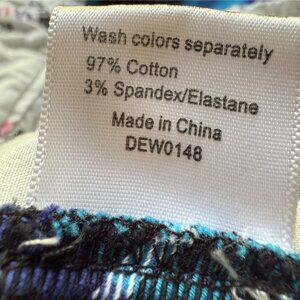 Wash colors separately
97% Cotton
3% Spandex/Elastane
Made in China
DEW0148